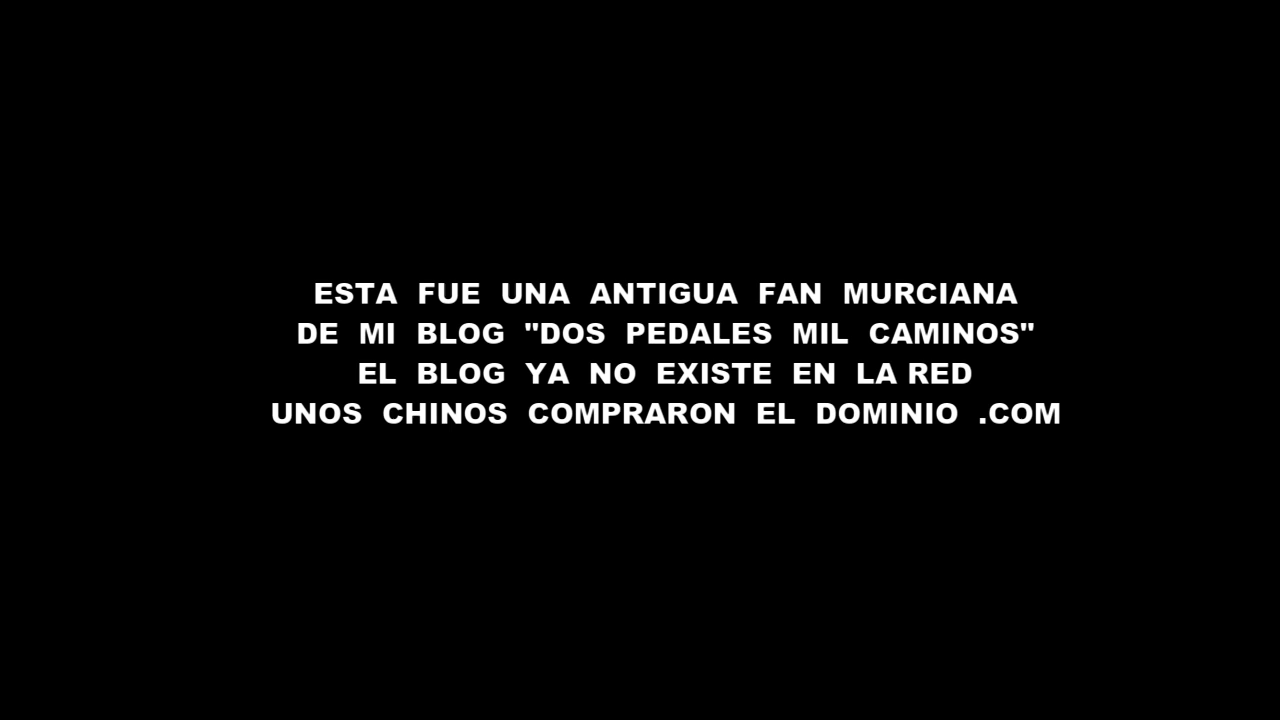 ESTA FUE UNA ANTIGUA FAN MURCIANA
DE MI BLOG "DOS PEDALES MIL CAMINOS"
EL BLOG YA NO EXISTE EN LA RED
UNOS CHINOS COMPRARON EL DOMINIO .COM